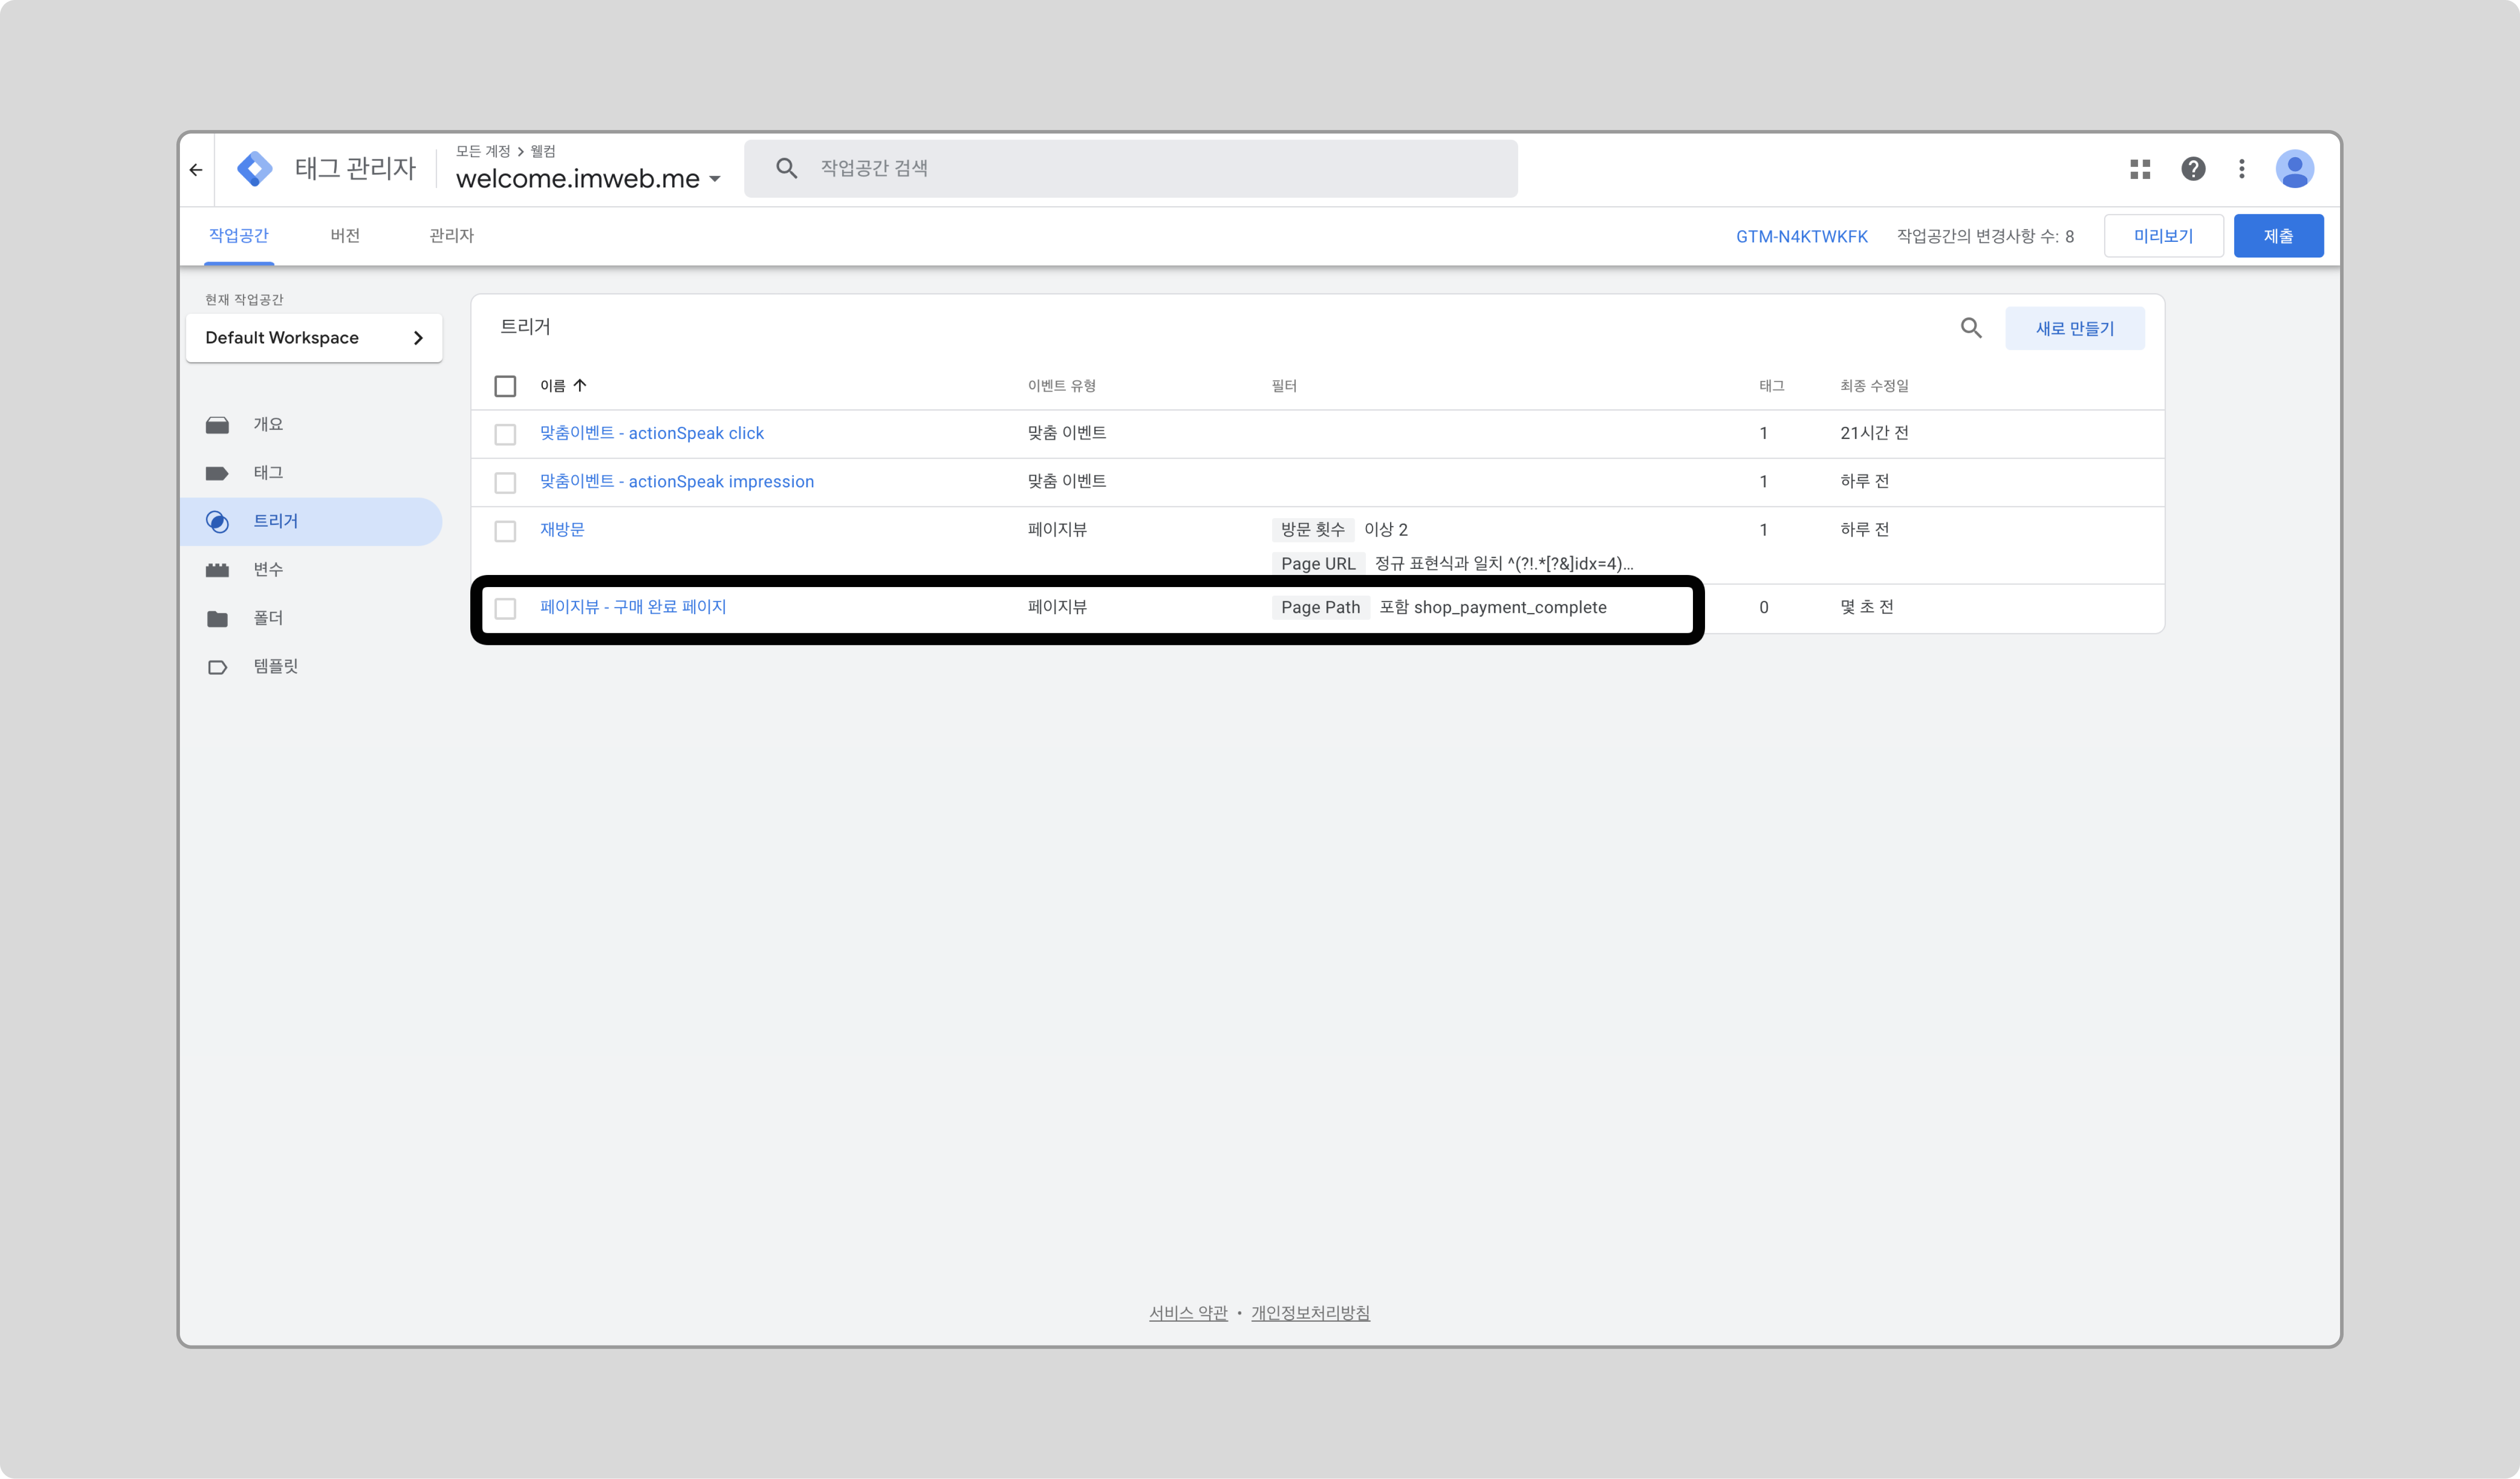 태그 관리자
모든 계정 > 웰컴
welcome.imweb.me
작업공간 검색
작업공간 버전 관리자
GTM-N4KTWKFK 작업공간의 변경사항 수: 8 미리보기 제출
현재 작업공간
Default Workspace
개요
태그
트리거
변수
폴더
템플릿
트리거 새로 만들기
이름 이벤트 유형 필터 태그 최종 수정일
맞춤이벤트 - actionSpeak click 맞춤 이벤트 1 21시간 전
맞춤이벤트 - actionSpeak impression 맞춤 이벤트 1 하루 전
재방문 페이지뷰 방문 횟수 이상 2 1 하루 전
Page URL 정규 표현식과 일치 ^(?!.*[?&]idx=4)...
페이지뷰 - 구매 완료 페이지 페이지뷰 Page Path 포함 shop_payment_complete 0 몇 초 전
서비스 약관 • 개인정보처리방침